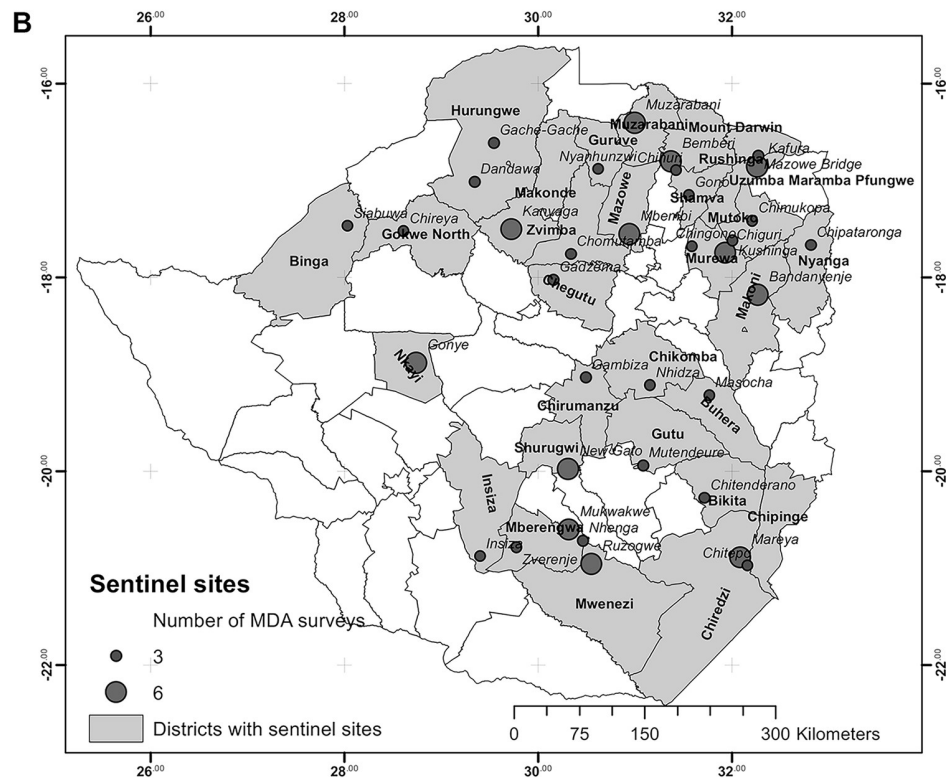 B
26.00 28.00 30.00 32.00
-16.00 -16.00
Hurungwe
Muzarabani
Gache-Gache
Muzarabani
Mount Darwin
Guruve
Bemberi
Kafura
Nyanhunzwi
Chihuri
Rushinga
Mazowe Bridge
Dandawa
Uzumba Maramba Pfungwe
Makonde
Mazowe
Gono
Shamva
Siabuwa
Chireya
Karuaga
Mbembi
Mutoko
Chimukopa
Gokwe North
Zvimba
Chomutamba
Chingono
Chiguri
Chipataronga
Kushinga
Binga
Murewa
Nyanga
Gadzema
Chegutu
Makoni
Bandanyenje
-18.00 -18.00
Gonye
Nkayi
Gambiza
Chikomba
Nhidza
Masocha
Chirumanzu
Buhera
Gutu
Shurugwi
New Gato
Mutendeure
-20.00 -20.00
Insiza
Chitenderano
Bikita
Mukwakwe
Mberengwa
Nhenga
Chipinge
Insiza
Ruzogwe
Mareya
Zverenje
Chitepo
Mwenezi
Chiredzi
Sentinel sites
Number of MDA surveys
3
6
Districts with sentinel sites
-22.00 -22.00
0 75 150 300 Kilometers
26.00 28.00 30.00 32.00